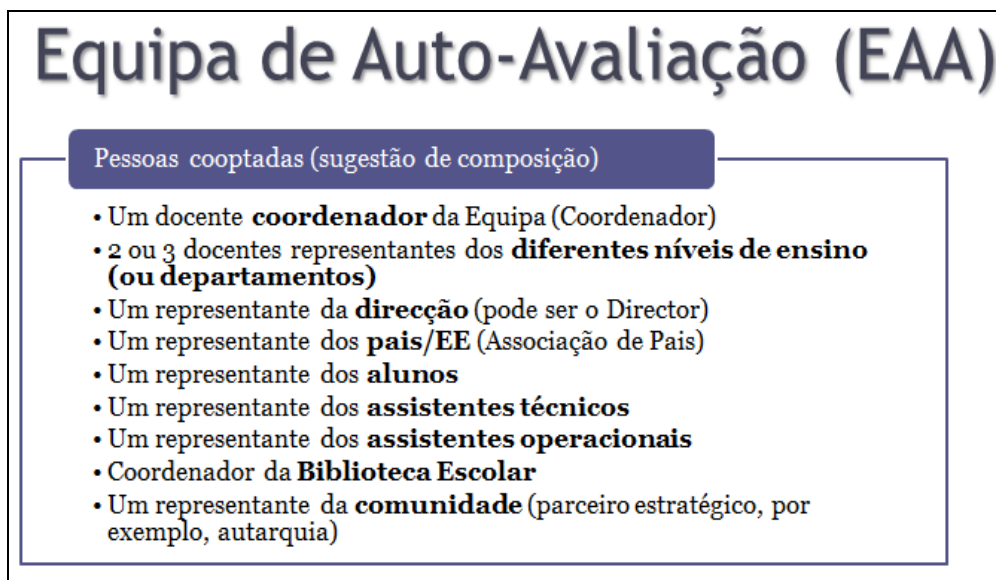 Equipa de Auto-Avaliação (EAA)
Pessoas cooptadas (sugestão de composição)
• Um docente coordenador da Equipa (Coordenador)
• 2 ou 3 docentes representantes dos diferentes níveis de ensino
(ou departamentos)
• Um representante da direcção (pode ser o Director)
• Um representante dos pais/EE (Associação de Pais)
• Um representante dos alunos
• Um representante dos assistentes técnicos
• Um representante dos assistentes operacionais
• Coordenador da Biblioteca Escolar
• Um representante da comunidade (parceiro estratégico, por
exemplo, autarquia)